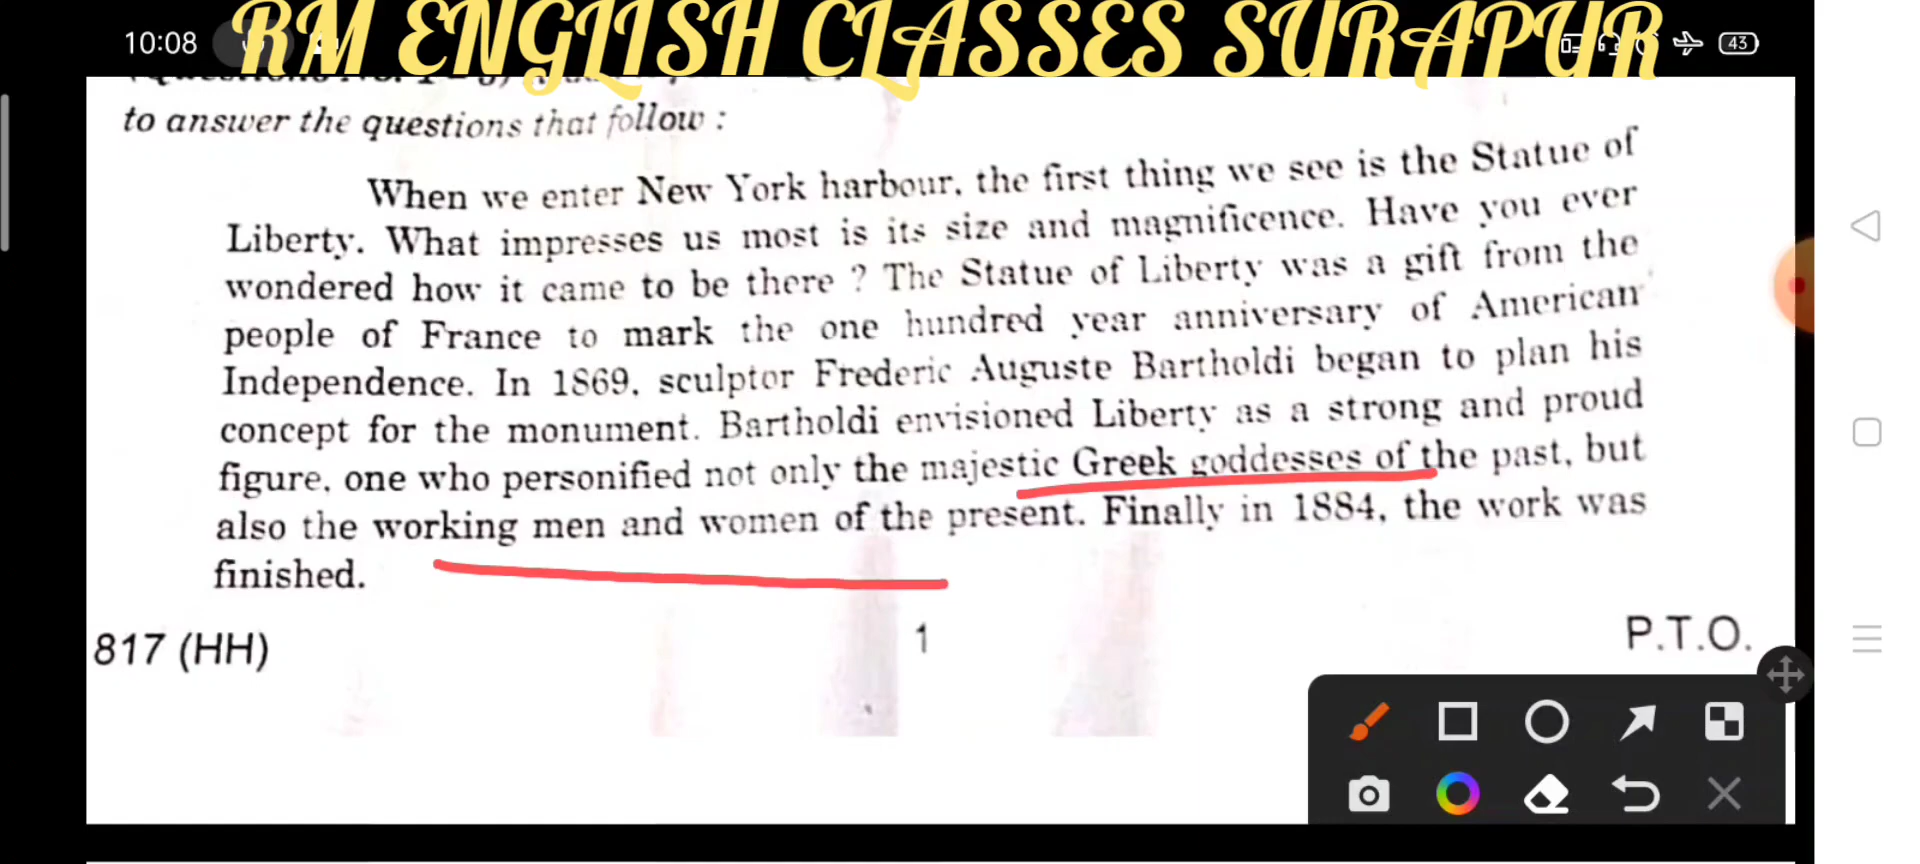 RM ENGLISH CLASSES SURAPUR
10:08
43
to answer the questions that follow :
When we enter New York harbour, the first thing we see is the Statue of
Liberty. What impresses us most is its size and magnificence. Have you ever
wondered how it came to be there ? The Statue of Liberty was a gift from the
people of France to mark the one hundred year anniversary of American
Independence. In 1869, sculptor Frederic Auguste Bartholdi began to plan his
concept for the monument. Bartholdi envisioned Liberty as a strong and proud
figure, one who personified not only the majestic Greek goddesses of the past, but
also the working men and women of the present. Finally in 1884, the work was
finished.
817 (HH)
1
P.T.O.